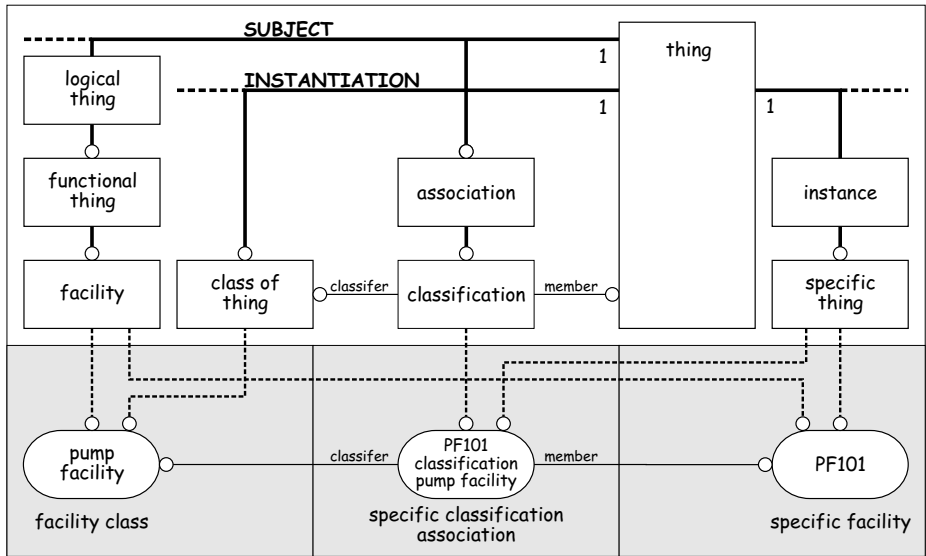 SUBJECT
thing
1
logical
thing
INSTANTIATION
1
1
functional
thing
association
instance
facility
class of
thing
classifer
classification
member
specific
thing
pump
facility
classifer
PF101
classification
pump facility
member
PF101
facility class
specific classification
association
specific facility